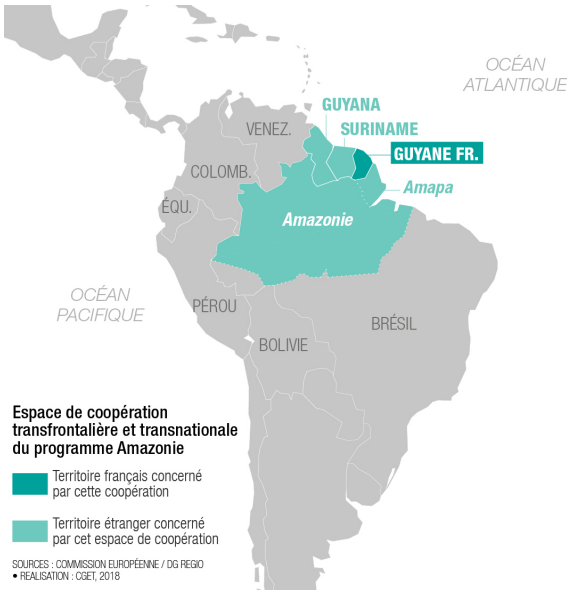 OCÉAN
ATLANTIQUE
GUYANA
SURINAME
VENEZ.
GUYANE FR.
COLOMB.
Amapa
ÉQU.
Amazonie
OCÉAN
PACIFIQUE
PÉROU
BRÉSIL
BOLIVIE
Espace de coopération
transfrontalière et transnationale
du programme Amazonie
Territoire français concerné
par cette coopération
Territoire étranger concerné
par cet espace de coopération
SOURCES : COMMISSION EUROPÉENNE / DG REGIO
• REALISATION : CGET, 2018